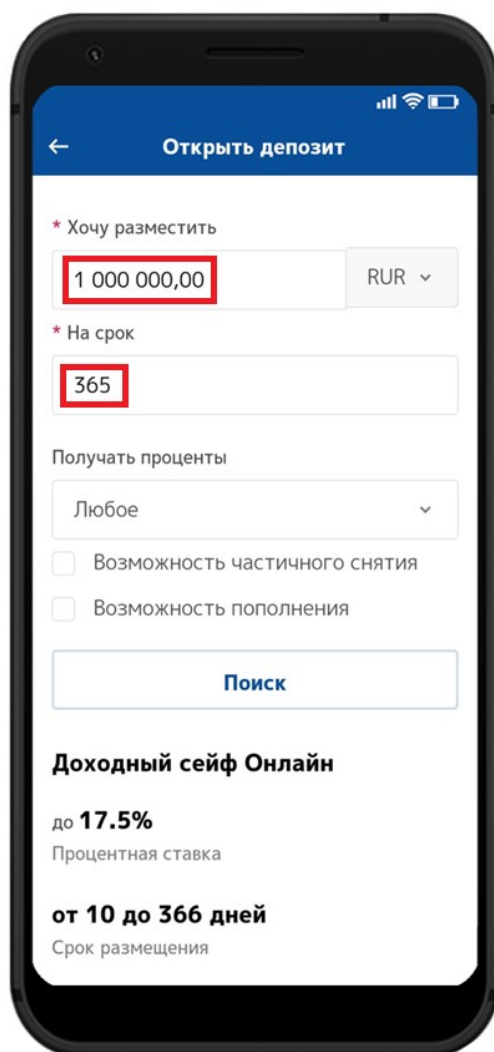 Открыть депозит
* Хочу разместить
1 000 000,00
RUR
* На срок
365
Получать проценты
Любое
Возможность частичного снятия
Возможность пополнения
Поиск
Доходный сейф Онлайн
до 17.5%
Процентная ставка
от 10 до 366 дней
Срок размещения